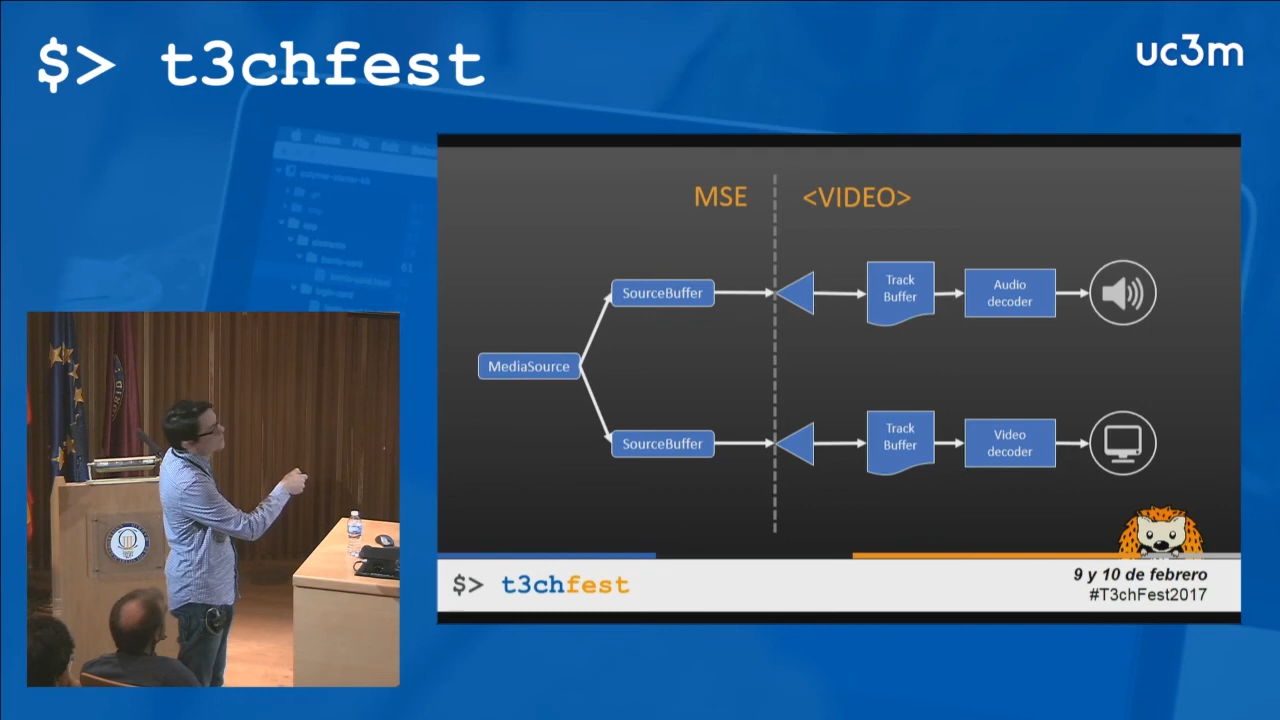 $> t3chfest
uc3m
MSE
<VIDEO>
SourceBuffer
Track
Buffer
Audio
decoder
MediaSource
SourceBuffer
Track
Buffer
Video
decoder
$> t3chfest
9 y 10 de febrero
#T3chFest2017